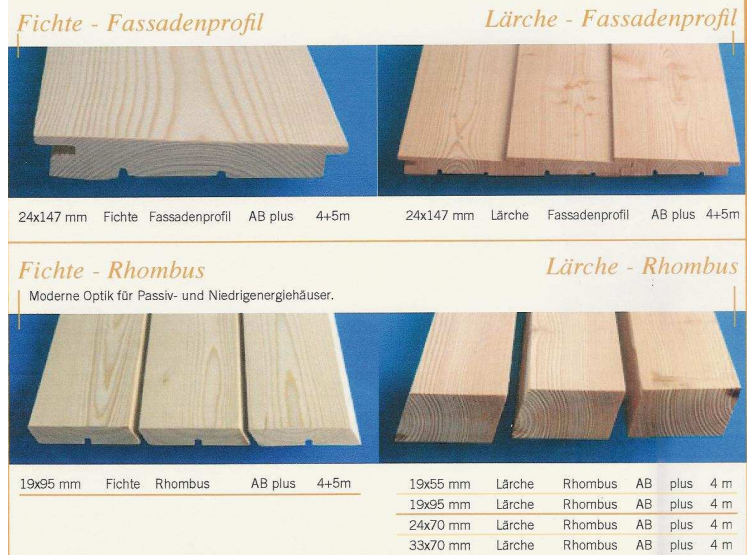 Fichte - Fassadenprofil
Lärche - Fassadenprofil
24x147 mm Fichte Fassadenprofil AB plus 4+5m
24x147 mm Lärche Fassadenprofil AB plus 4+5m
Fichte - Rhombus
Lärche - Rhombus
Moderne Optik für Passiv- und Niedrigenergiehäuser.
19x95 mm Fichte Rhombus AB plus 4+5m
19x55 mm Lärche Rhombus AB plus 4 m
19x95 mm Lärche Rhombus AB plus 4 m
24x70 mm Lärche Rhombus AB plus 4 m
33x70 mm Lärche Rhombus AB plus 4 m